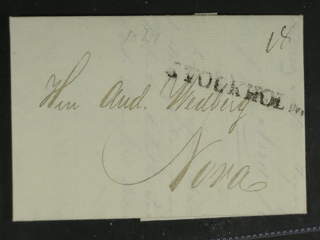 18
STOCKHOLM
Herr And. Wedberg
Nora